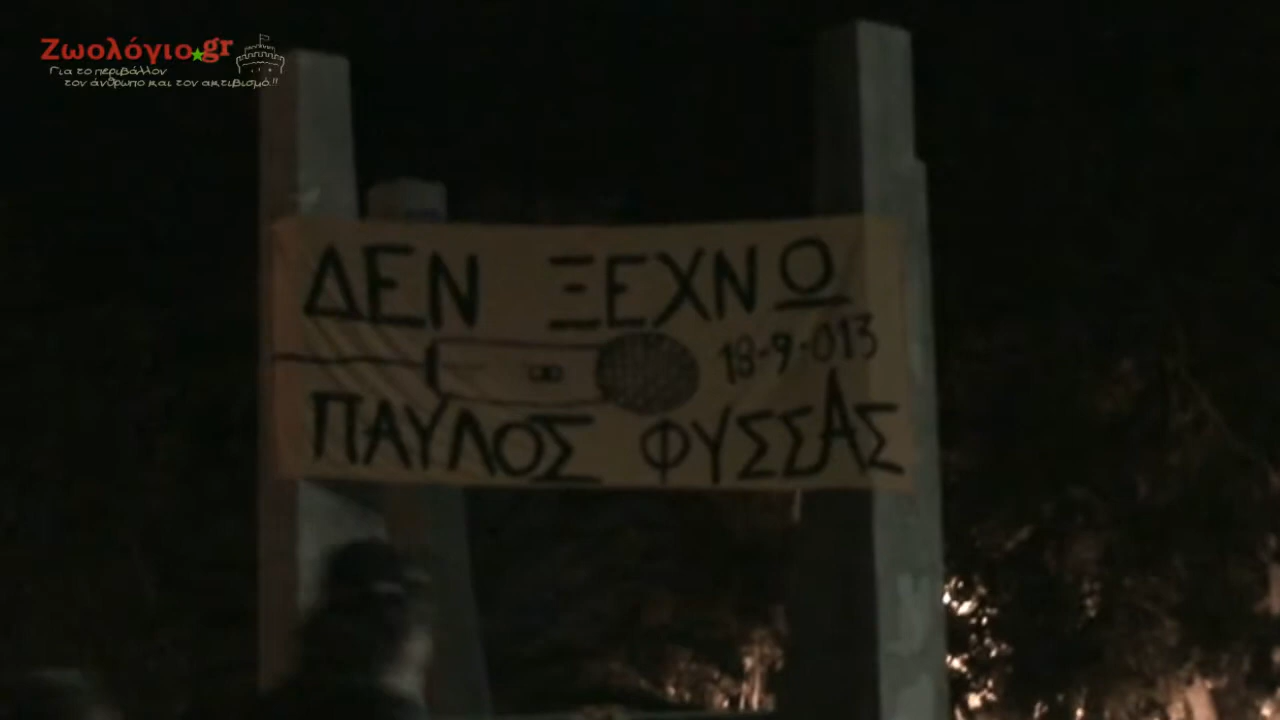 Ζωολόγιο.gr
Για το περιβάλλον
τον άνθρωπο και τον ακτιβισμό!!
ΔΕΝ ΞΕΧΝΩ
18-9-013
ΠΑΥΛΟΣ ΦΥΣΣΑΣ